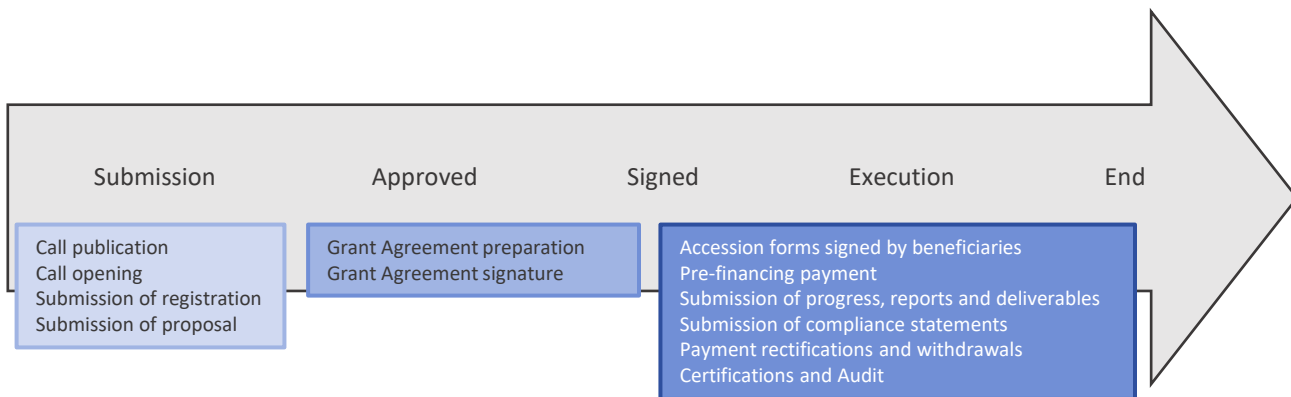 Submission Approved Signed Execution End
Call publication
Call opening
Submission of registration
Submission of proposal
Grant Agreement preparation
Grant Agreement signature
Accession forms signed by beneficiaries
Pre-financing payment
Submission of progress, reports and deliverables
Submission of compliance statements
Payment rectifications and withdrawals
Certifications and Audit